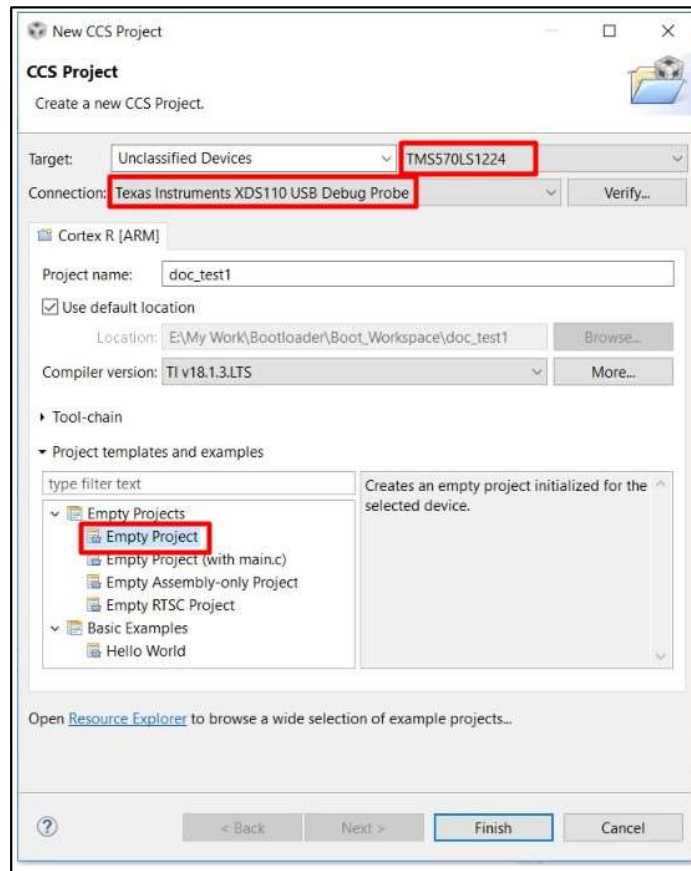 New CCS Project
CCS Project
Create a new CCS Project.
Target: Unclassified Devices TMS570LS1224
Connection: Texas Instruments XDS110 USB Debug Probe Verify...
Cortex R [ARM]
Project name: doc_test1
Use default location
Location: E:\My Work\Bootloader\Boot_Workspace\doc_test1 Browse...
Compiler version: TI v18.1.3.LTS More...
Tool-chain
Project templates and examples
type filter text
Empty Projects
Empty Project
Empty Project (with main.c)
Empty Assembly-only Project
Empty RTSC Project
Basic Examples
Hello World
Creates an empty project initialized for the
selected device.
Open Resource Explorer to browse a wide selection of example projects...
? < Back Next > Finish Cancel